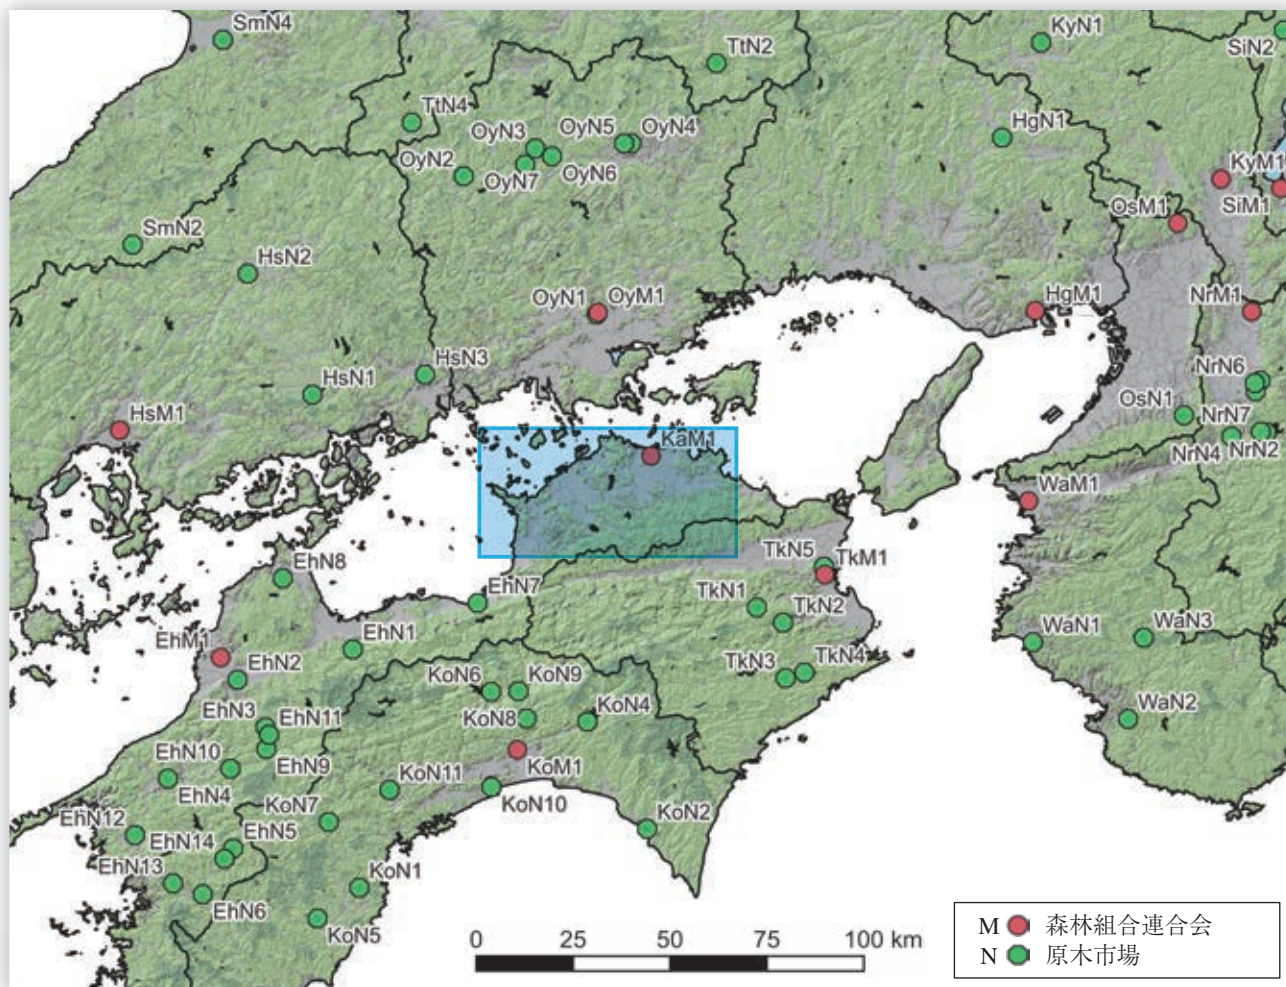 SmN4
KyN1
SiN2
TtN2
TtN4
OyN3
OyN5
OyN4
HgN1
OyN2
OyN7
OyN6
KyM1
OsM1
SiM1
SmN2
HsN2
OyN1
OyM1
HgM1
NrM1
HsN3
HsN1
NrN6
HsM1
OsN1
NrN7
KaM1
NrN4
NrN2
WaM1
EhN8
TkN5
TkM1
EhN7
TkN1
TkN2
EhM1
EhN1
WaN1
WaN3
EhN2
KoN6
KoN9
TkN3
TkN4
EhN3
EhN11
KoN8
KoN4
WaN2
EhN10
EhN9
KoN11
KoM1
EhN4
KoN10
KoN7
KoN2
EhN12
EhN14
EhN5
EhN13
KoN1
EhN6
KoN5
0 25 50 75 100 km
M 森林組合連合会
N 原木市場